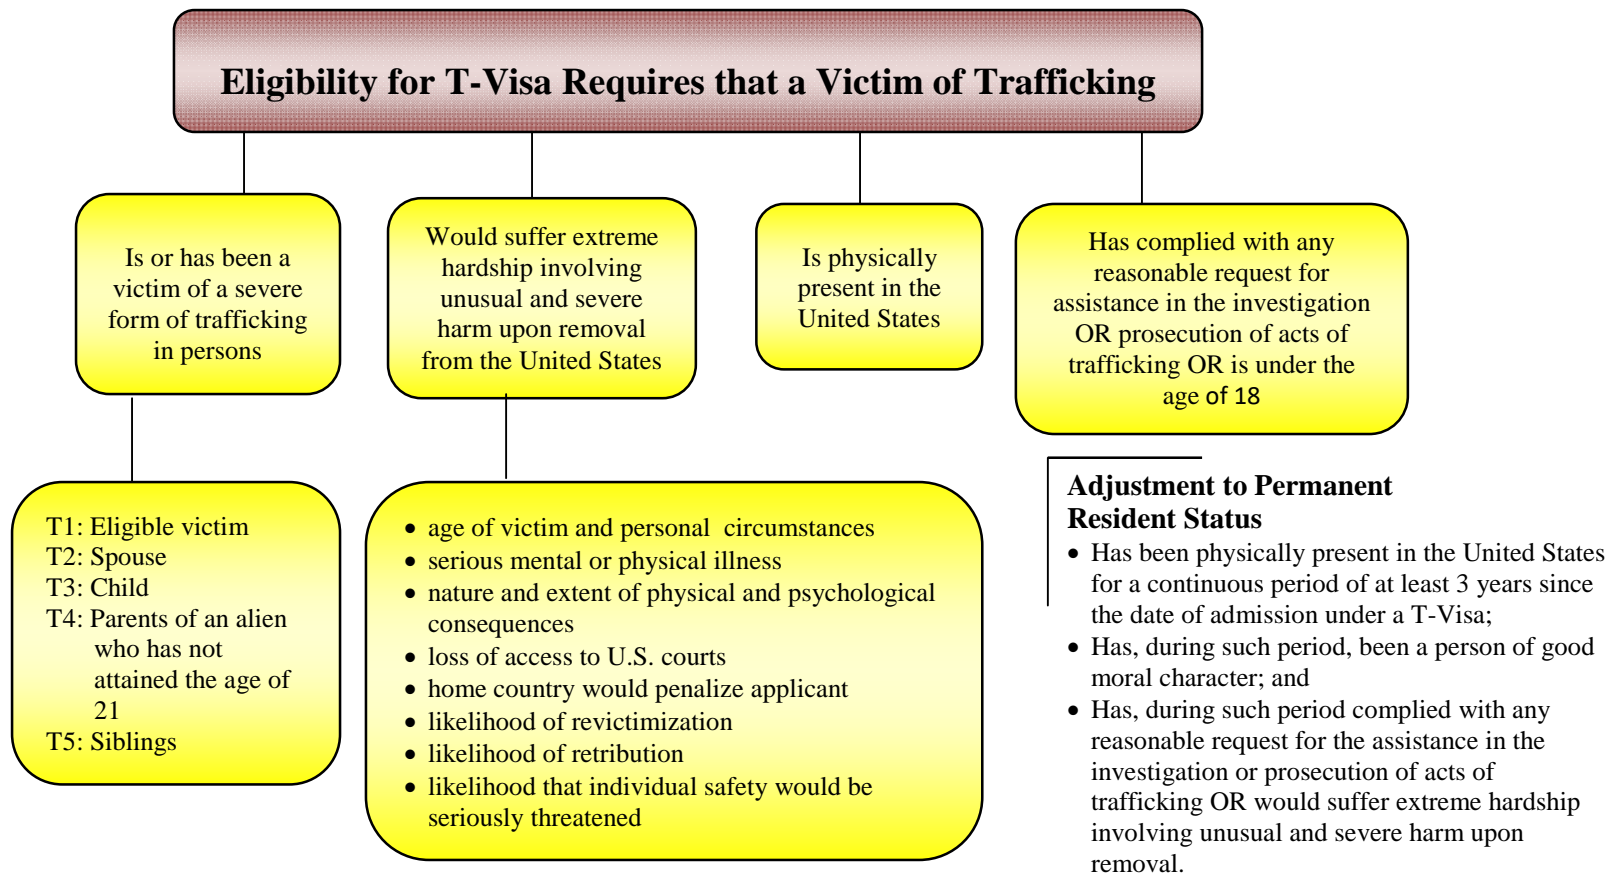 Eligibility for T-Visa Requires that a Victim of Trafficking
Is or has been a
victim of a severe
form of trafficking
in persons
Would suffer extreme
hardship involving
unusual and severe
harm upon removal
from the United States
Is physically
present in the
United States
Has complied with any
reasonable request for
assistance in the investigation
OR prosecution of acts of
trafficking OR is under the
age of 18
T1: Eligible victim
T2: Spouse
T3: Child
T4: Parents of an alien
who has not
attained the age of
21
T5: Siblings
• age of victim and personal circumstances
• serious mental or physical illness
• nature and extent of physical and psychological
consequences
• loss of access to U.S. courts
• home country would penalize applicant
• likelihood of revictimization
• likelihood of retribution
• likelihood that individual safety would be
seriously threatened
Adjustment to Permanent
Resident Status
• Has been physically present in the United States
for a continuous period of at least 3 years since
the date of admission under a T-Visa;
• Has, during such period, been a person of good
moral character; and
• Has, during such period complied with any
reasonable request for the assistance in the
investigation or prosecution of acts of
trafficking OR would suffer extreme hardship
involving unusual and severe harm upon
removal.